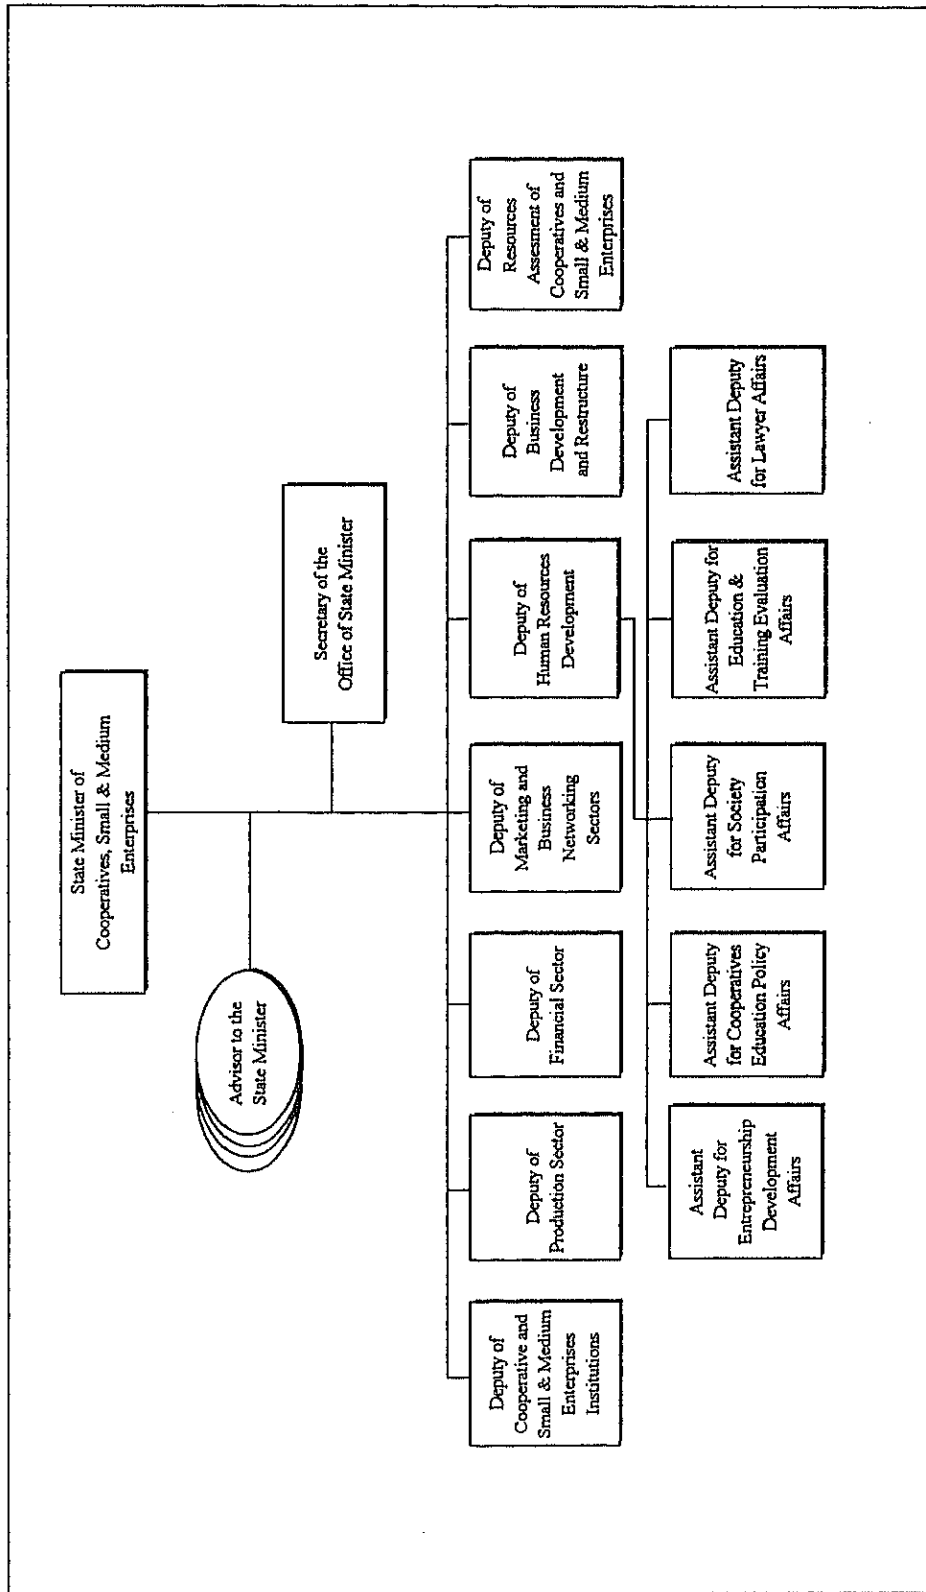 State Minister of
Cooperatives, Small & Medium
Enterprises
Advisor to the
State Minister
Secretary of the
Office of State Minister
Deputy of
Cooperative and
Small & Medium
Enterprises
Institutions
Deputy of
Production Sector
Deputy of
Financial Sector
Deputy of
Marketing and
Business
Networking
Sectors
Deputy of
Human Resources
Development
Deputy of
Business
Development
and Restructure
Deputy of
Resources
Assesment of
Cooperatives and
Small & Medium
Enterprises
Assistant
Deputy for
Entrepreneurship
Development
Affairs
Assistant Deputy
for Cooperatives
Education Policy
Affairs
Assistant Deputy
for Society
Participation
Affairs
Assistant Deputy for
Education &
Training Evaluation
Affairs
Assistant Deputy
for Lawyer Affairs